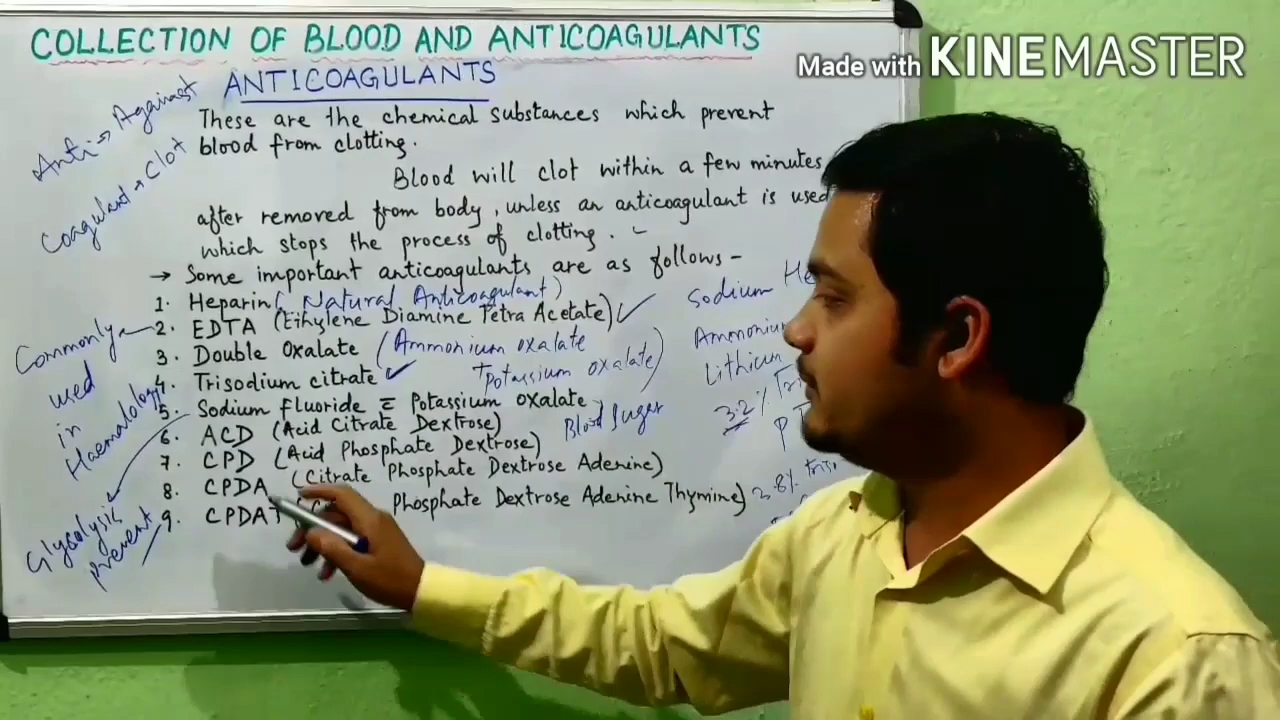 COLLECTION OF BLOOD AND ANTICOAGULANTS
Made with KINEMASTER
ANTICOAGULANTS
Anti → Against
Coagulant → Clot
These are the chemical substances which prevent
blood from clotting.
Blood will clot within a few minutes
after removed from body, unless an anticoagulant is used
which stops the process of clotting.
→ Some important anticoagulants are as follows -
1. Heparin (Natural Anticoagulant)
2. EDTA (Ethylene Diamine Tetra Acetate) ✓
3. Double Oxalate (Ammonium oxalate
+ Potassium oxalate)
4. Trisodium citrate ✓
5. Sodium fluoride c̄ Potassium oxalate
Blood Sugar
6. ACD (Acid Citrate Dextrose)
7. CPD (Acid Phosphate Dextrose)
8. CPDA (Citrate Phosphate Dextrose Adenine)
9. CPDAT Phosphate Dextrose Adenine Thymine)
Commonly
used
in
Haematology
Glycolysis
prevent
Sodium He
Ammonium
Lithium
3.2 % Tri
P
3.8% Tris